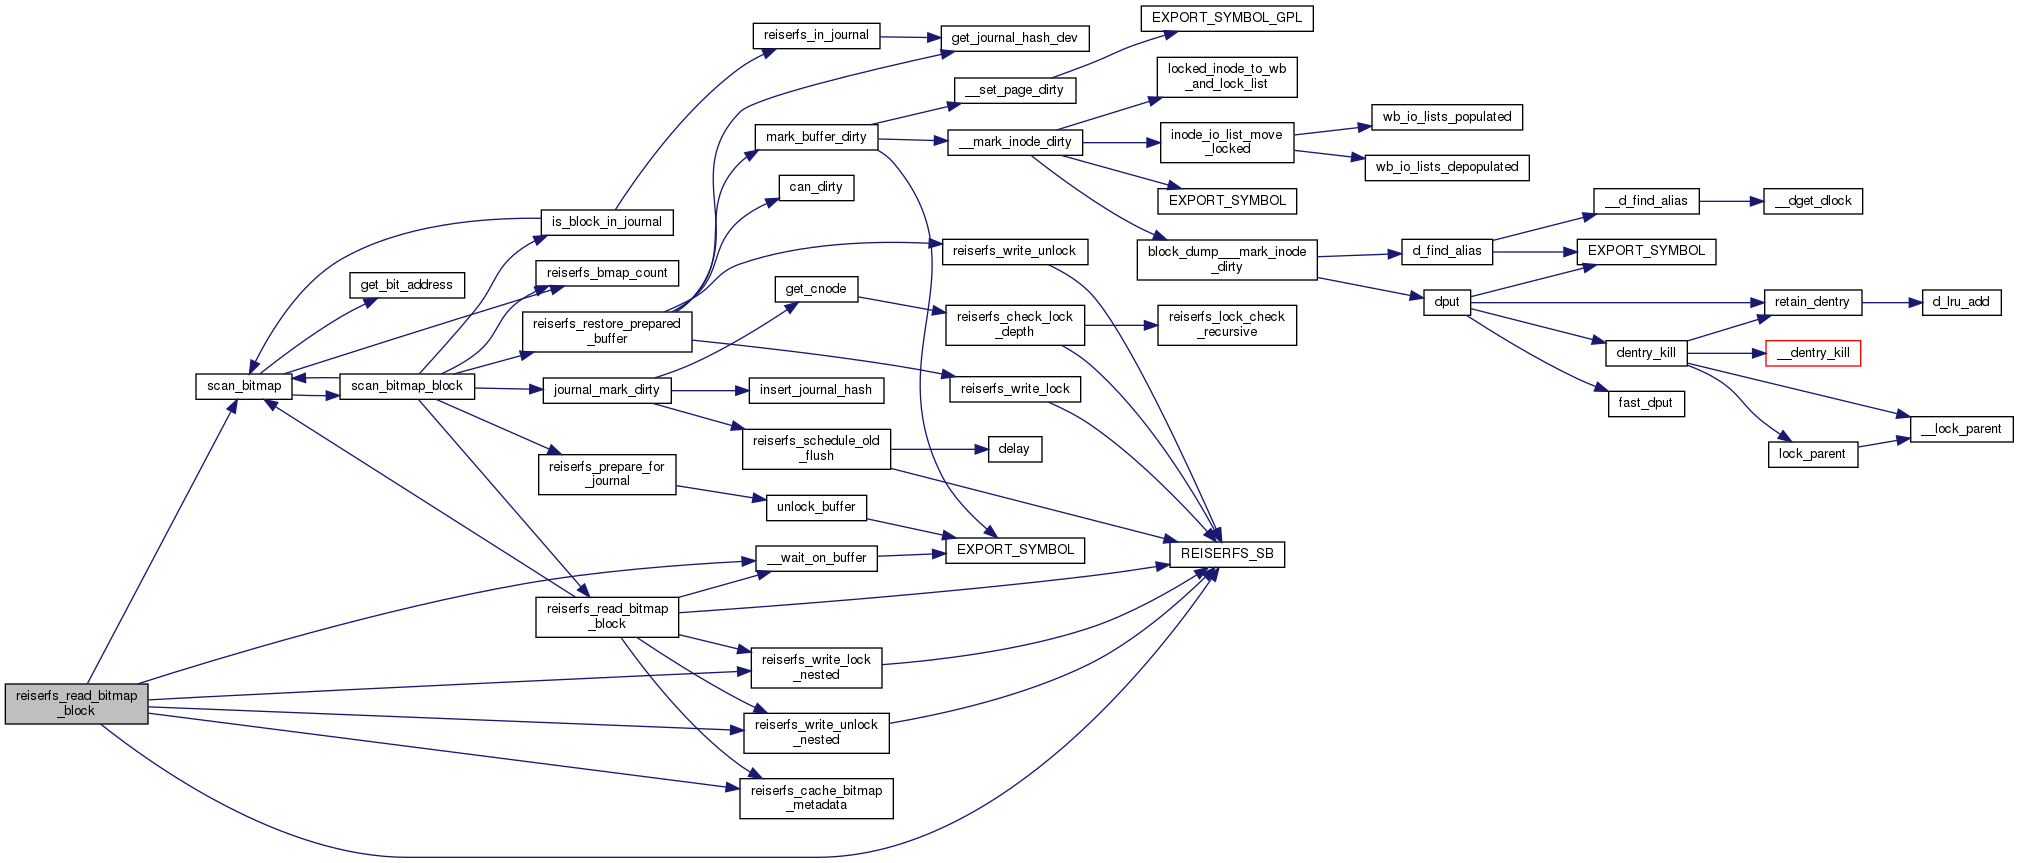 EXPORT_SYMBOL_GPL
reiserfs_in_journal
get_journal_hash_dev
locked_inode_to_wb
_and_lock_list
__set_page_dirty
wb_io_lists_populated
mark_buffer_dirty
__mark_inode_dirty
inode_io_list_move
_locked
wb_io_lists_depopulated
can_dirty
EXPORT_SYMBOL
__d_find_alias
__dget_dlock
is_block_in_journal
reiserfs_write_unlock
block_dump___mark_inode
_dirty
d_find_alias
EXPORT_SYMBOL
get_bit_address
reiserfs_bmap_count
get_cnode
dput
retain_dentry
d_lru_add
reiserfs_restore_prepared
_buffer
reiserfs_check_lock
_depth
reiserfs_lock_check
_recursive
dentry_kill
__dentry_kill
scan_bitmap
scan_bitmap_block
journal_mark_dirty
insert_journal_hash
reiserfs_write_lock
fast_dput
__lock_parent
reiserfs_schedule_old
_flush
delay
lock_parent
reiserfs_prepare_for
_journal
unlock_buffer
EXPORT_SYMBOL
REISERFS_SB
__wait_on_buffer
reiserfs_read_bitmap
_block
reiserfs_write_lock
_nested
reiserfs_read_bitmap
_block
reiserfs_write_unlock
_nested
reiserfs_cache_bitmap
_metadata